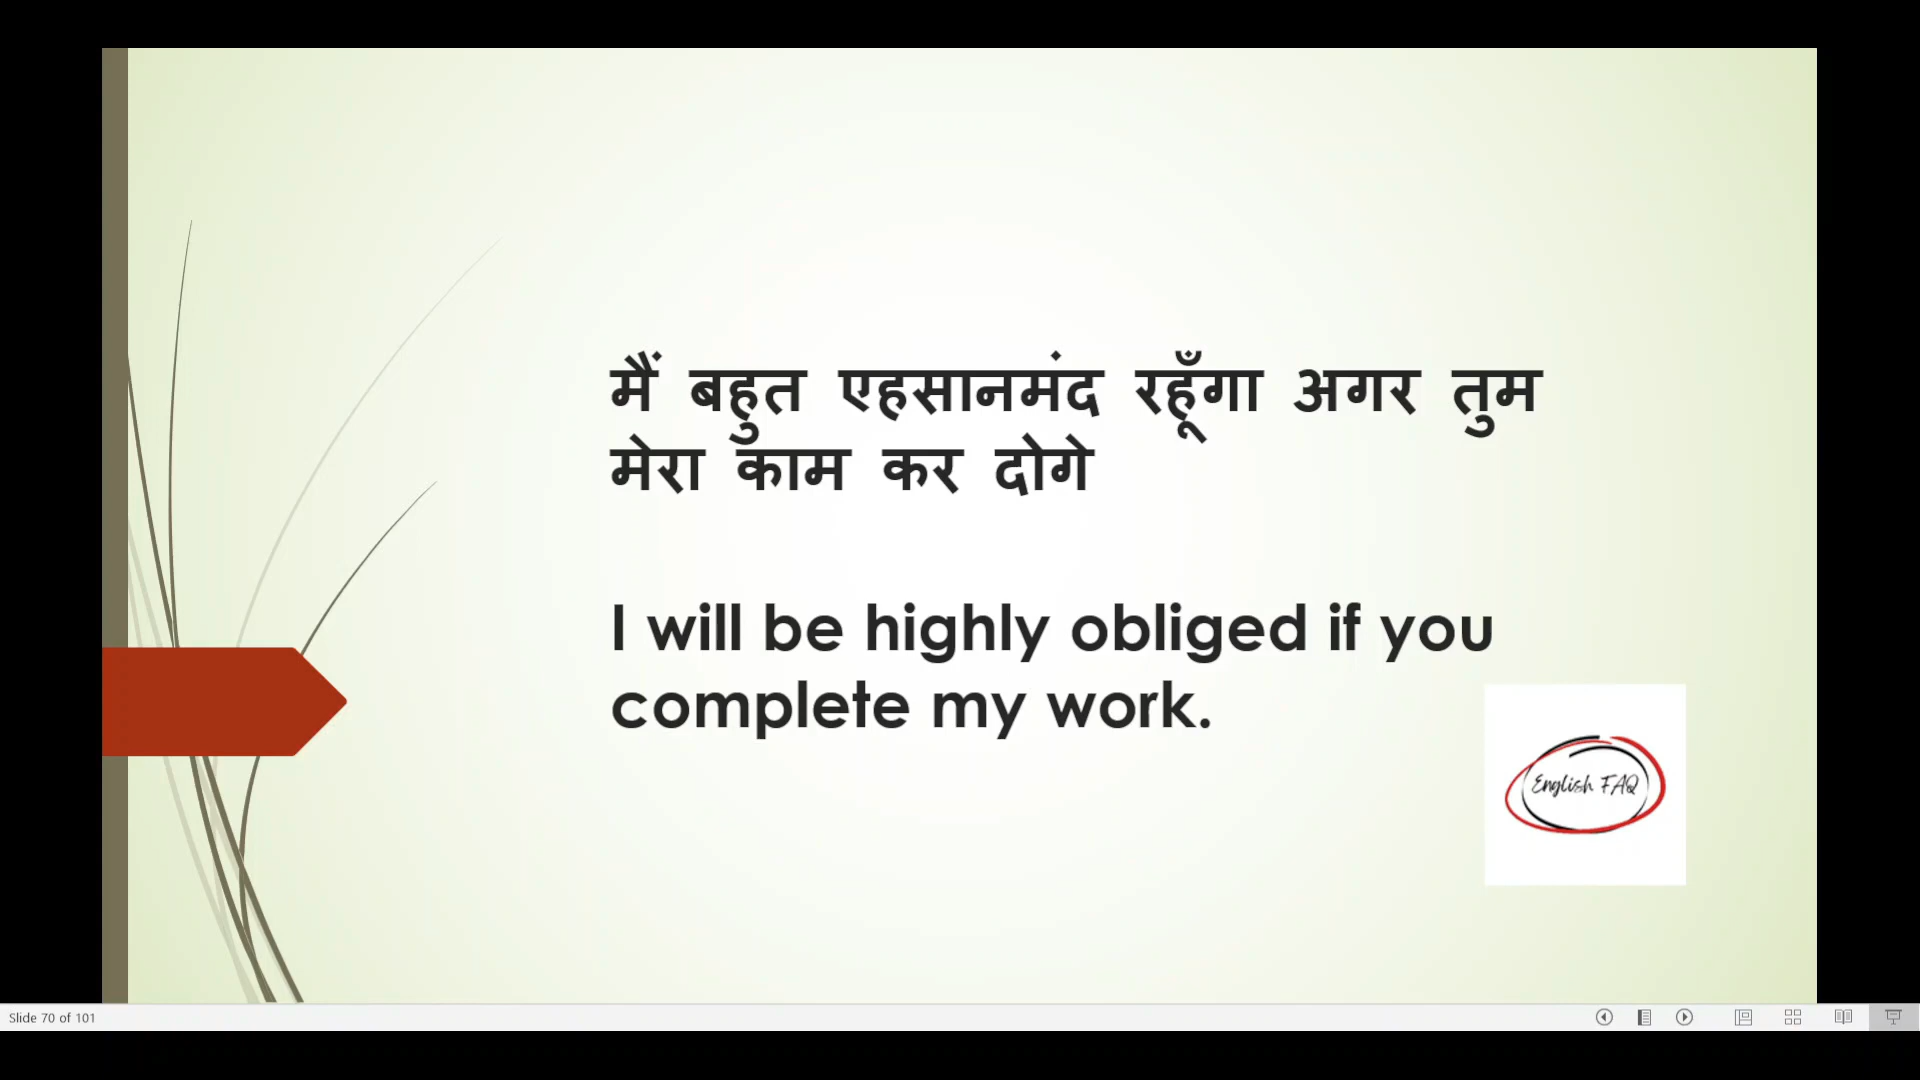 मैं बहुत एहसानमंद रहूँगा अगर तुम
मेरा काम कर दोगे
I will be highly obliged if you
complete my work.
English FAQ
Slide 70 of 101